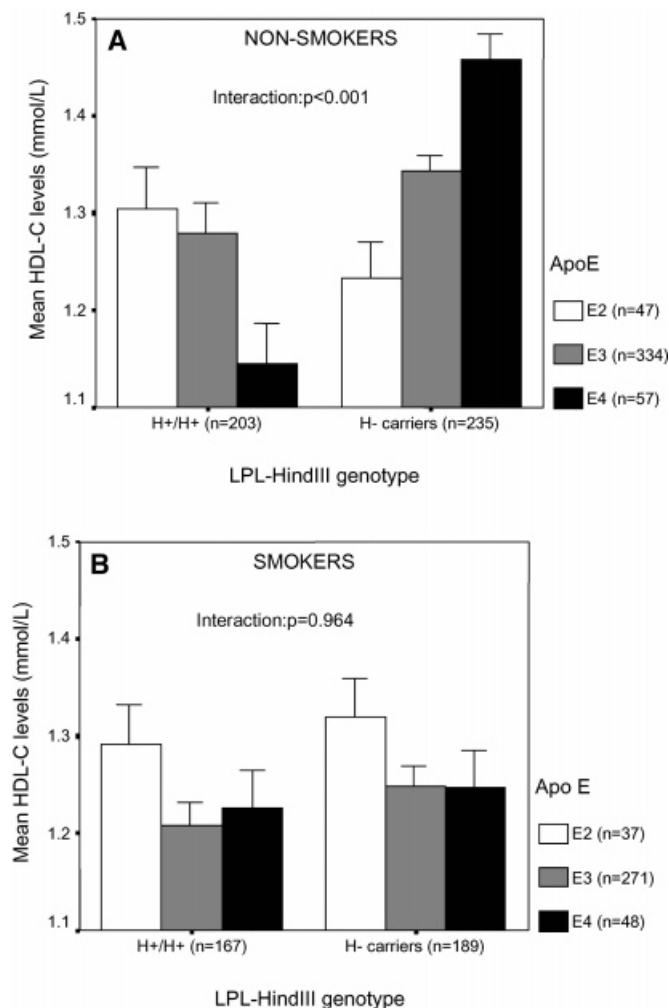 A
NON-SMOKERS
Interaction:p<0.001
Mean HDL-C levels (mmol/L)
1.5
1.4
1.3
1.2
1.1
H+/H+ (n=203)
H- carriers (n=235)
LPL-HindIII genotype
ApoE
E2 (n=47)
E3 (n=334)
E4 (n=57)
B
SMOKERS
Interaction:p=0.964
Mean HDL-C levels (mmol/L)
1.5
1.4
1.3
1.2
1.1
H+/H+ (n=167)
H- carriers (n=189)
LPL-HindIII genotype
Apo E
E2 (n=37)
E3 (n=271)
E4 (n=48)